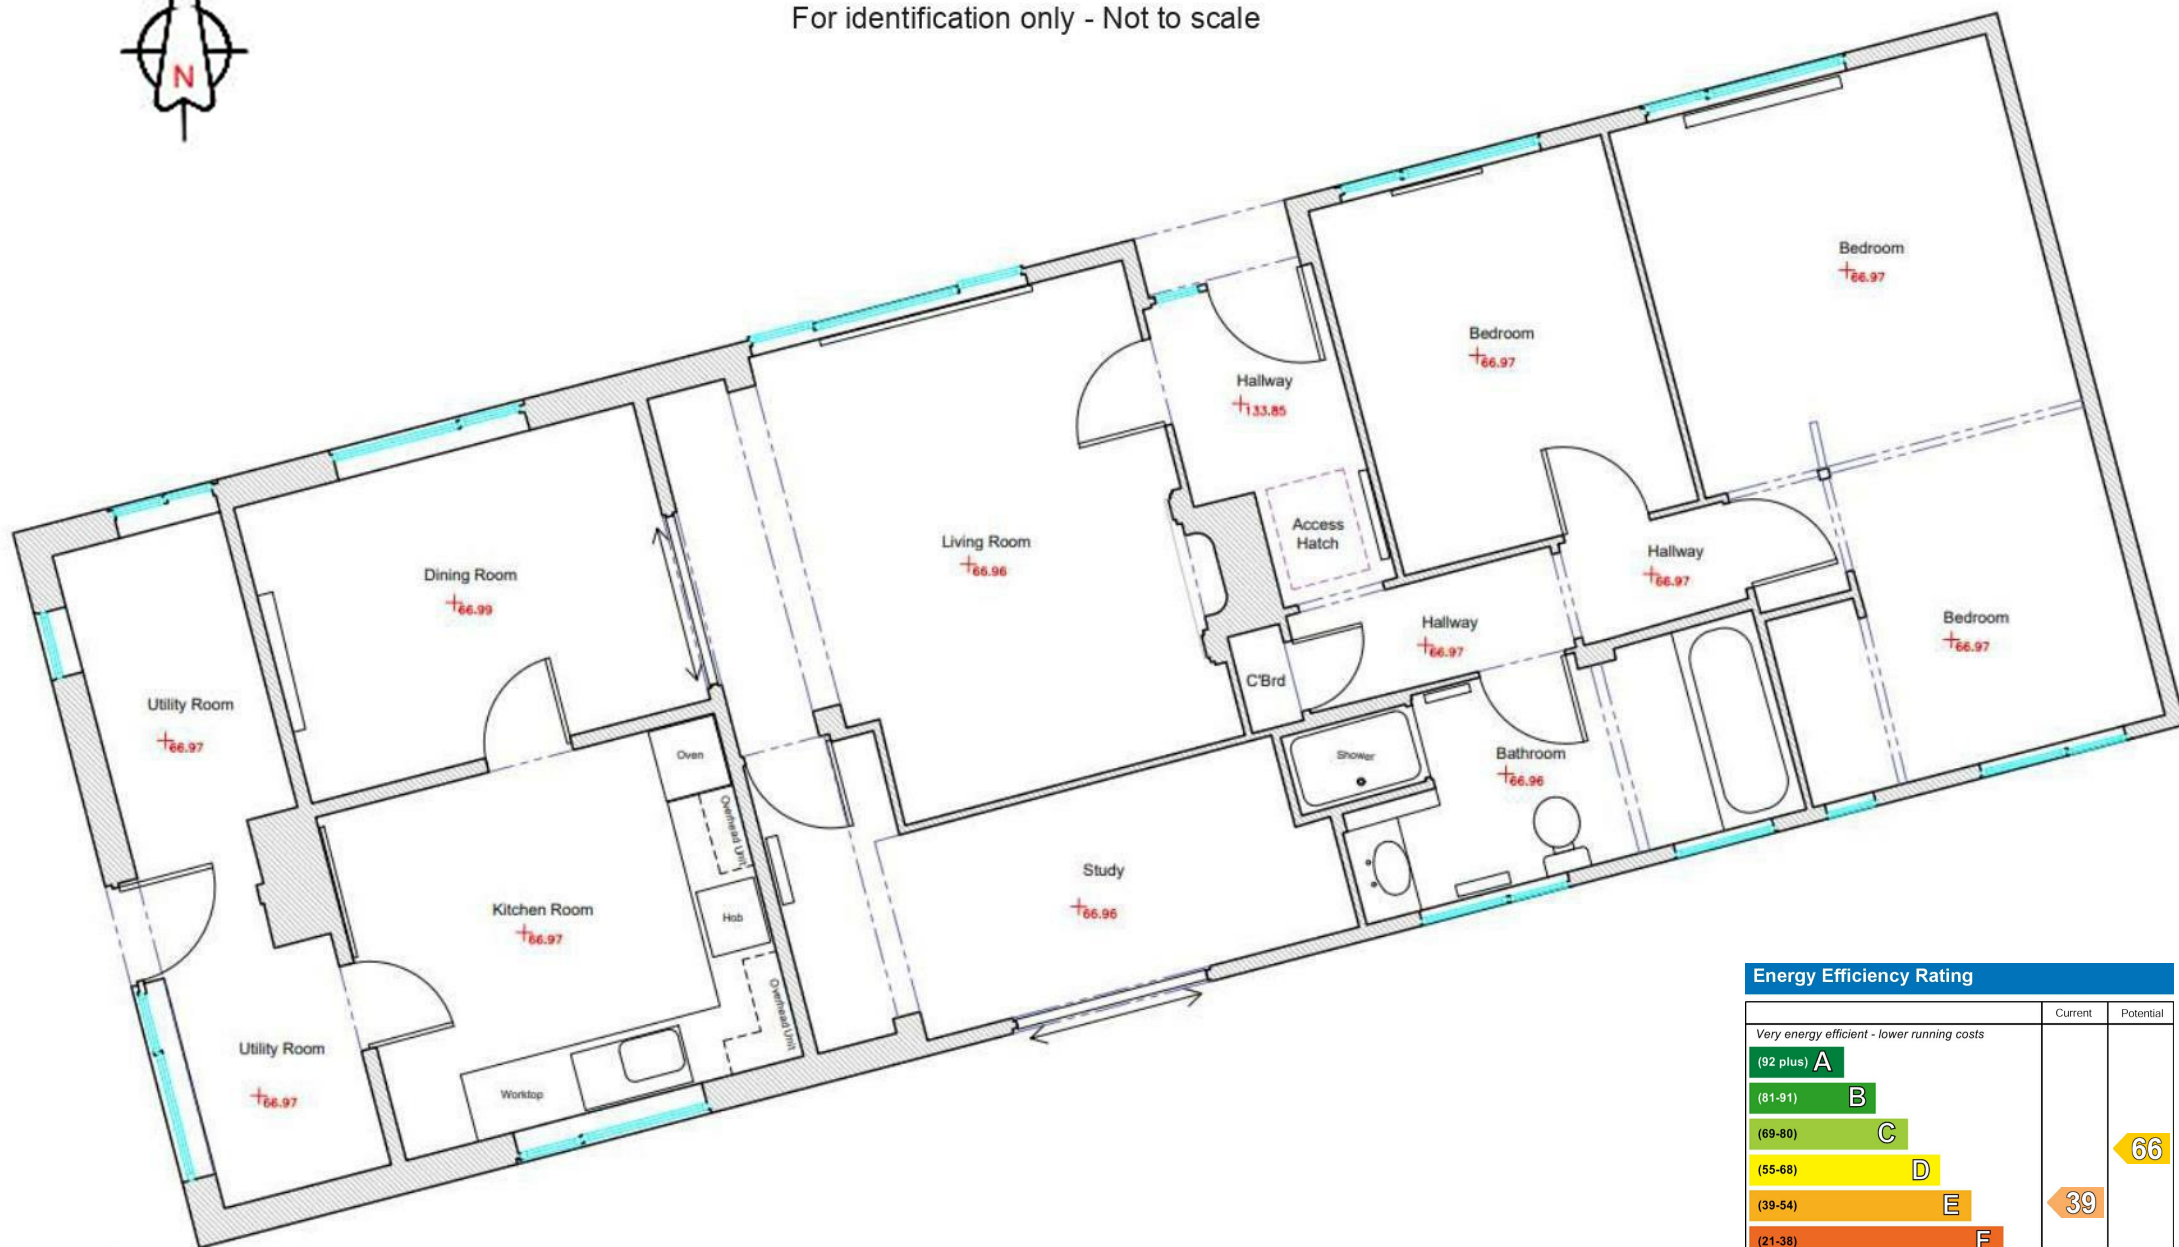 For identification only - Not to scale
N
Bedroom
66.97
Bedroom
66.97
Hallway
133.85
Access
Hatch
Living Room
66.96
Dining Room
66.99
Hallway
66.97
Hallway
66.97
Bedroom
66.97
C'Brd
Utility Room
66.97
Oven
Shower
Bathroom
66.96
Overhead Unit
Study
66.96
Kitchen Room
66.97
Hob
Overhead Unit
Utility Room
66.97
Worktop
Energy Efficiency Rating
Current Potential
Very energy efficient - lower running costs
(92 plus) A
(81-91) B
(69-80) C
66
(55-68) D
(39-54) E
39
(21-38) F